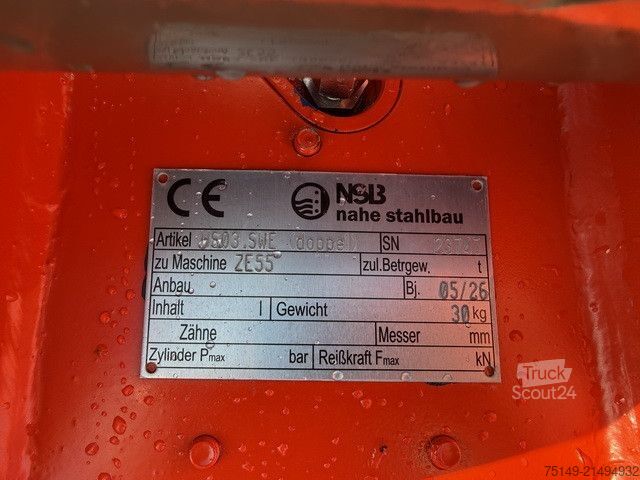 CE NSB
nahe stahlbau
Artikel (doppel) SN
zu Maschine ZE55 zul.Betrgew. t
Anbau Bj. 05/26
Inhalt l Gewicht 30 kg
Zähne Messer mm
Zylinder Pmax bar Reißkraft Fmax kN
Truck
Scout24
75149-21494932